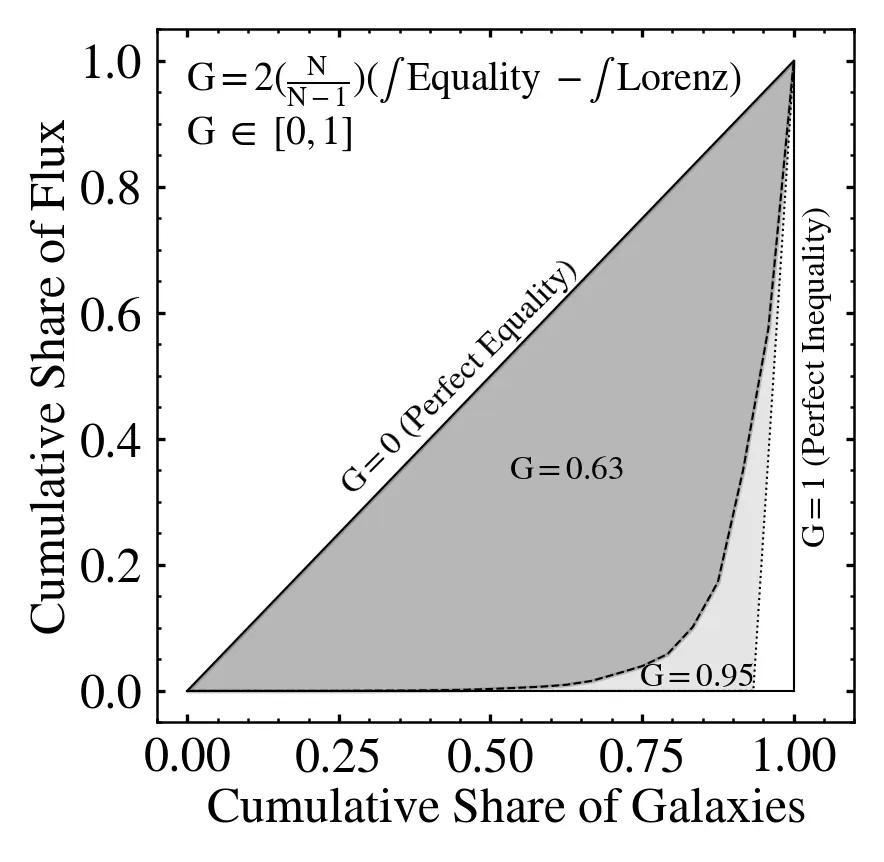 G=2(N/N−1)(∫Equality −∫Lorenz)
G ∈ [0,1]
G=0 (Perfect Equality)
G=1 (Perfect Inequality)
G=0.63
G=0.95
Cumulative Share of Flux
1.0
0.8
0.6
0.4
0.2
0.0
0.00 0.25 0.50 0.75 1.00
Cumulative Share of Galaxies